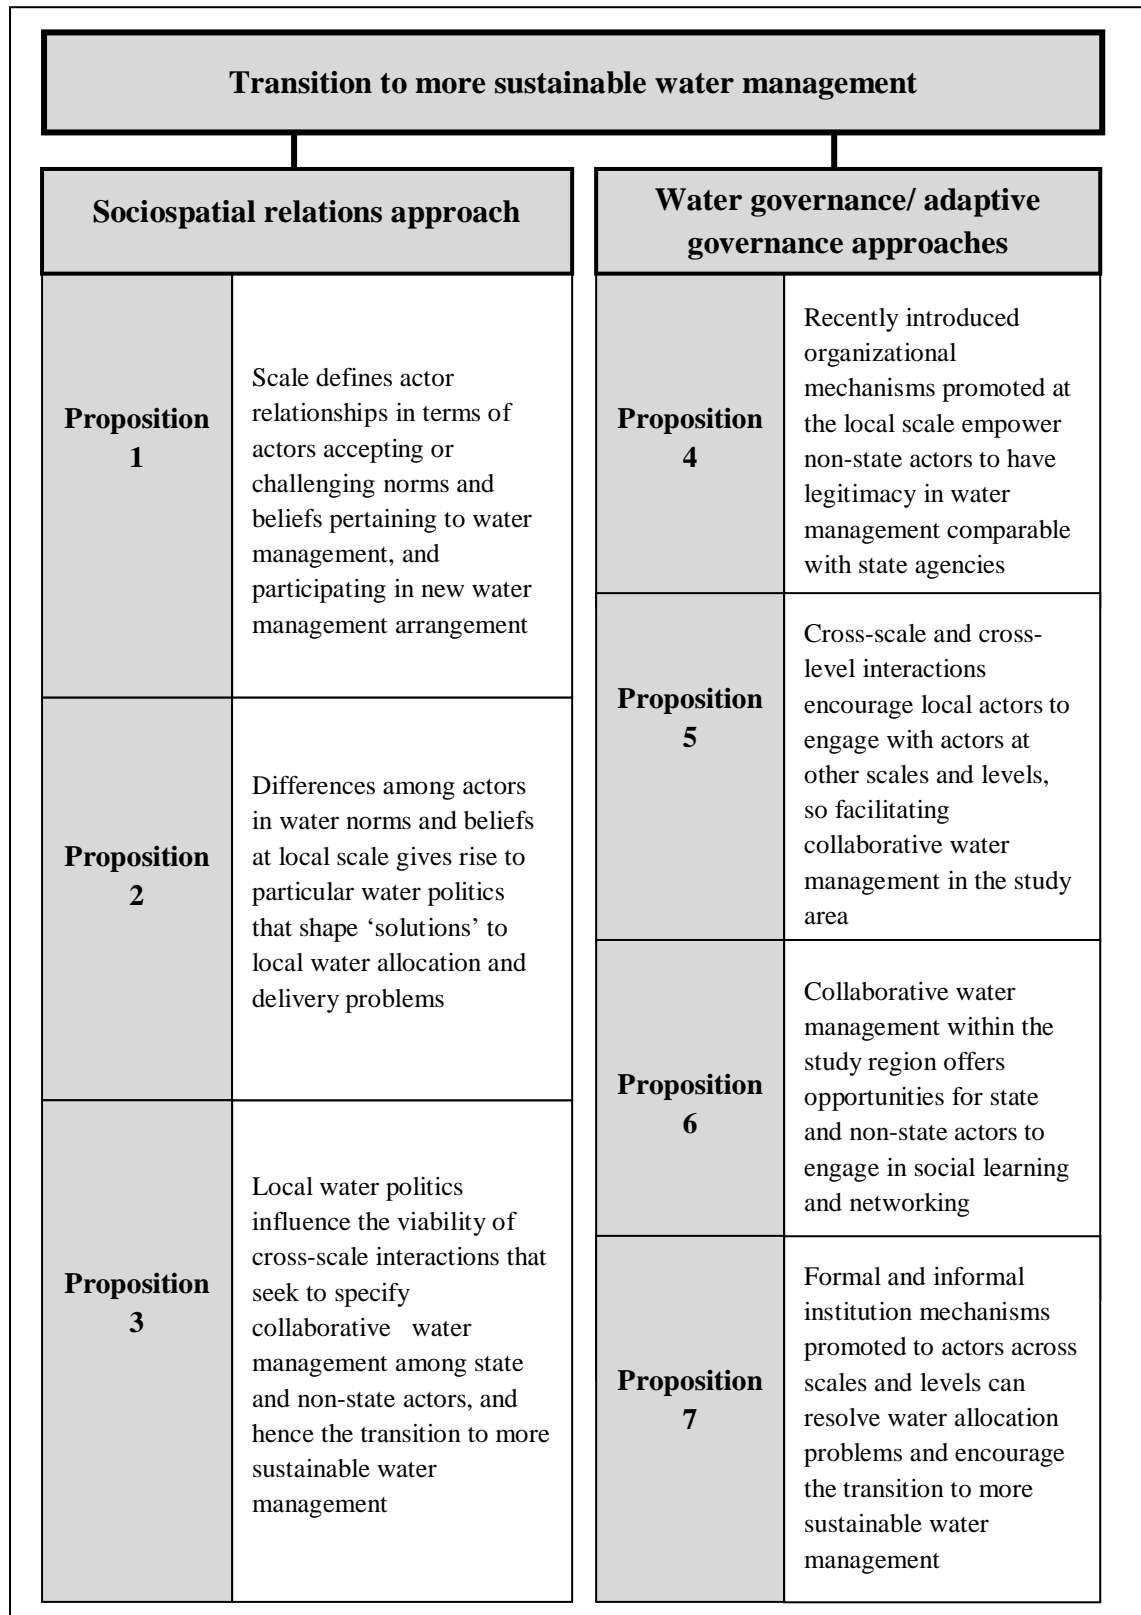 Transition to more sustainable water management
Sociospatial relations approach
Proposition
1
Scale defines actor
relationships in terms of
actors accepting or
challenging norms and
beliefs pertaining to water
management, and
participating in new water
management arrangement
Proposition
2
Differences among actors
in water norms and beliefs
at local scale gives rise to
particular water politics
that shape ‘solutions’ to
local water allocation and
delivery problems
Proposition
3
Local water politics
influence the viability of
cross-scale interactions that
seek to specify
collaborative water
management among state
and non-state actors, and
hence the transition to more
sustainable water
management
Water governance/ adaptive
governance approaches
Proposition
4
Recently introduced
organizational
mechanisms promoted at
the local scale empower
non-state actors to have
legitimacy in water
management comparable
with state agencies
Proposition
5
Cross-scale and cross-
level interactions
encourage local actors to
engage with actors at
other scales and levels,
so facilitating
collaborative water
management in the study
area
Proposition
6
Collaborative water
management within the
study region offers
opportunities for state
and non-state actors to
engage in social learning
and networking
Proposition
7
Formal and informal
institution mechanisms
promoted to actors across
scales and levels can
resolve water allocation
problems and encourage
the transition to more
sustainable water
management